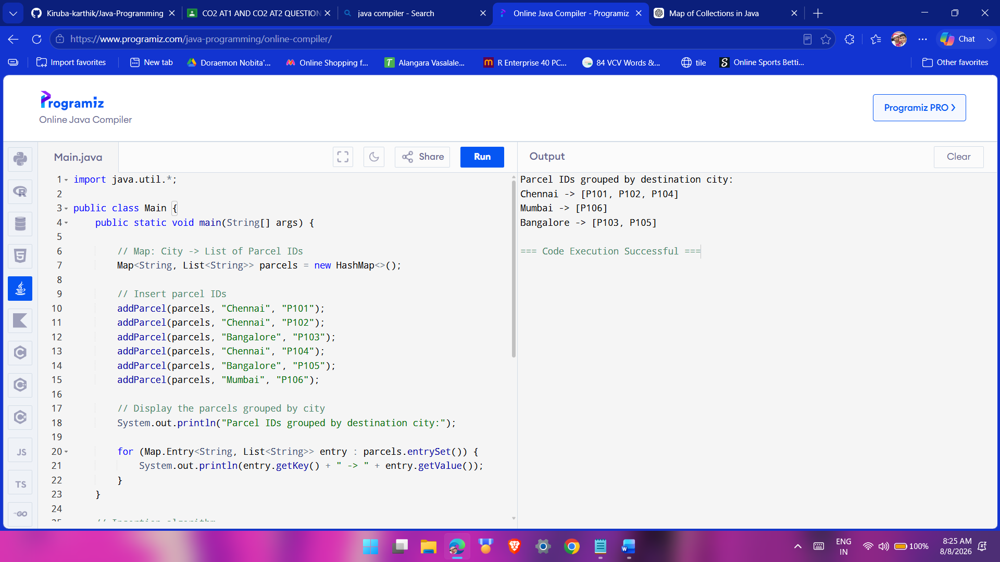 Kiruba-karthik/Java-Programming
CO2 AT1 AND CO2 AT2 QUESTION
java compiler - Search
Online Java Compiler - Programiz
Map of Collections in Java
https://www.programiz.com/java-programming/online-compiler/
Chat
Import favorites
New tab
Doraemon Nobita'...
Online Shopping f...
Alangara Vasalale...
R Enterprise 40 PC...
84 VCV Words &...
tile
Online Sports Betti...
Other favorites
Programiz
Online Java Compiler
Programiz PRO
Main.java
Share
Run
Output
Clear
1 import java.util.*;
2
3 public class Main {
4 public static void main(String[] args) {
5
6 // Map: City -> List of Parcel IDs
7 Map<String, List<String>> parcels = new HashMap<>();
8
9 // Insert parcel IDs
10 addParcel(parcels, "Chennai", "P101");
11 addParcel(parcels, "Chennai", "P102");
12 addParcel(parcels, "Bangalore", "P103");
13 addParcel(parcels, "Chennai", "P104");
14 addParcel(parcels, "Bangalore", "P105");
15 addParcel(parcels, "Mumbai", "P106");
16
17 // Display the parcels grouped by city
18 System.out.println("Parcel IDs grouped by destination city:");
19
20 for (Map.Entry<String, List<String>> entry : parcels.entrySet()) {
21 System.out.println(entry.getKey() + " -> " + entry.getValue());
22 }
23 }
24
Parcel IDs grouped by destination city:
Chennai -> [P101, P102, P104]
Mumbai -> [P106]
Bangalore -> [P103, P105]
=== Code Execution Successful ===
JS
TS
GO
ENG
IN
100%
8:25 AM
8/8/2026